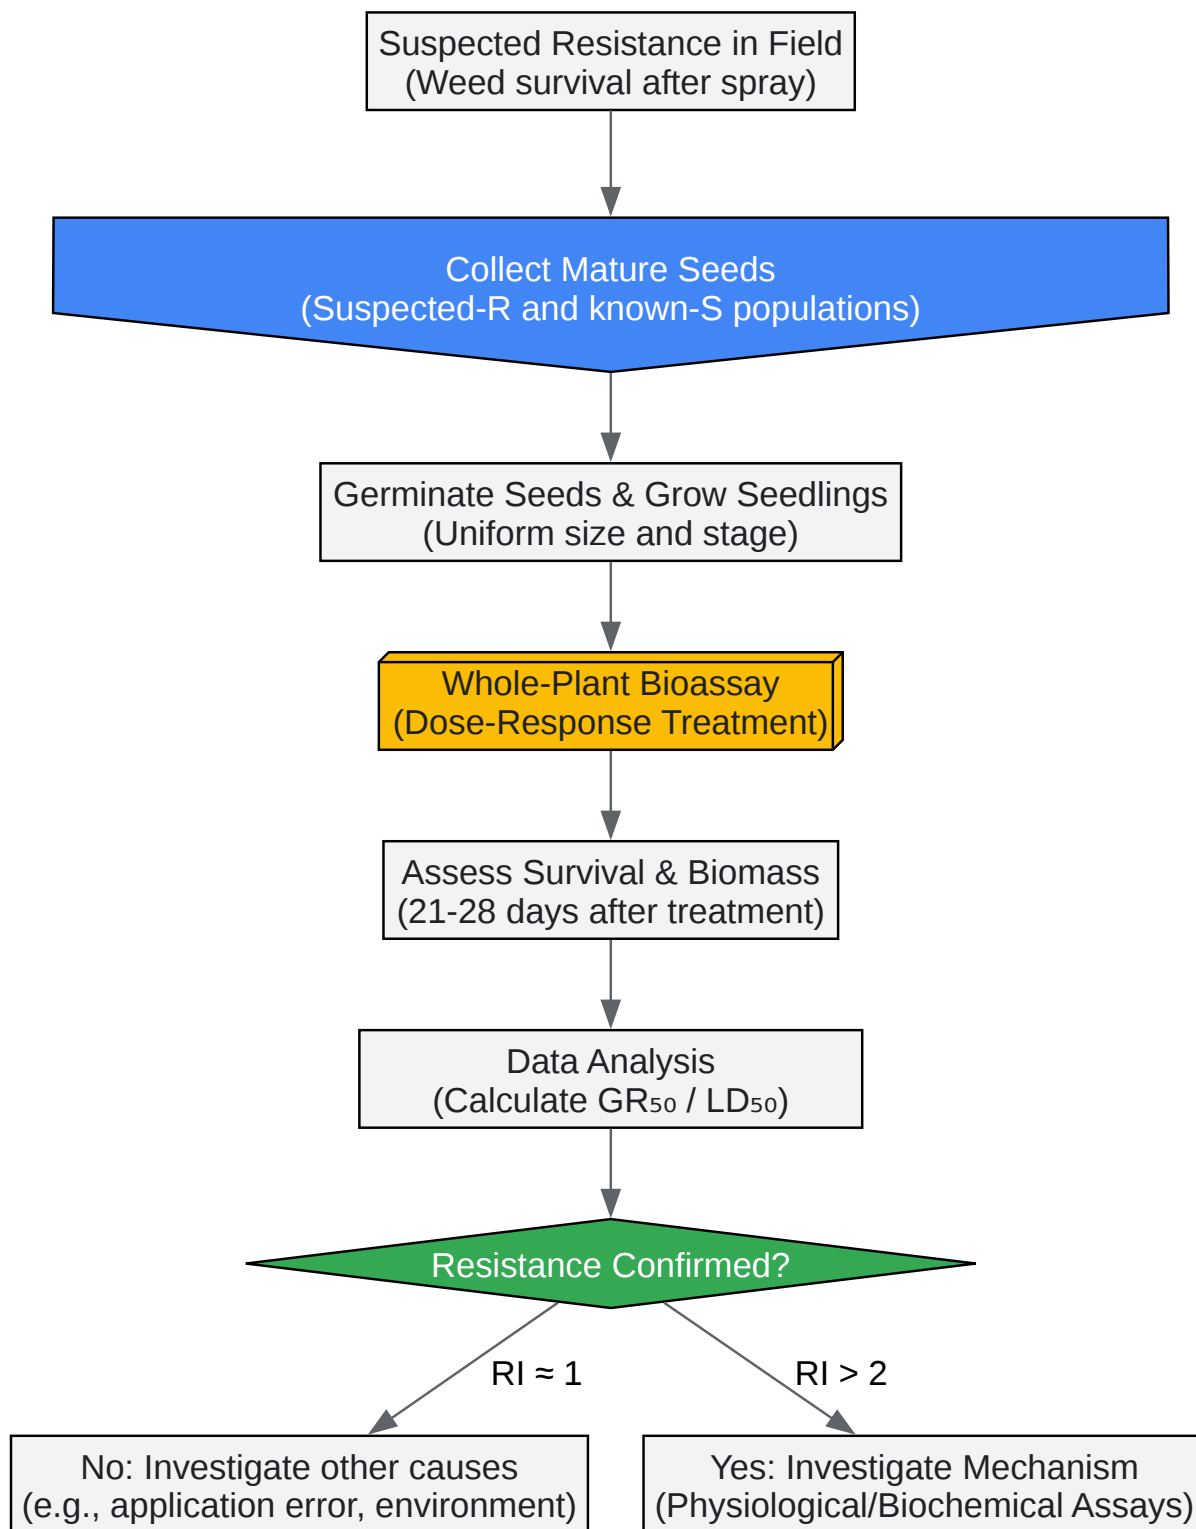 Suspected Resistance in Field
(Weed survival after spray)
Collect Mature Seeds
(Suspected-R and known-S populations)
Germinate Seeds & Grow Seedlings
(Uniform size and stage)
Whole-Plant Bioassay
(Dose-Response Treatment)
Assess Survival & Biomass
(21-28 days after treatment)
Data Analysis
(Calculate GR₅₀ / LD₅₀)
Resistance Confirmed?
RI ≈ 1
RI > 2
No: Investigate other causes
(e.g., application error, environment)
Yes: Investigate Mechanism
(Physiological/Biochemical Assays)